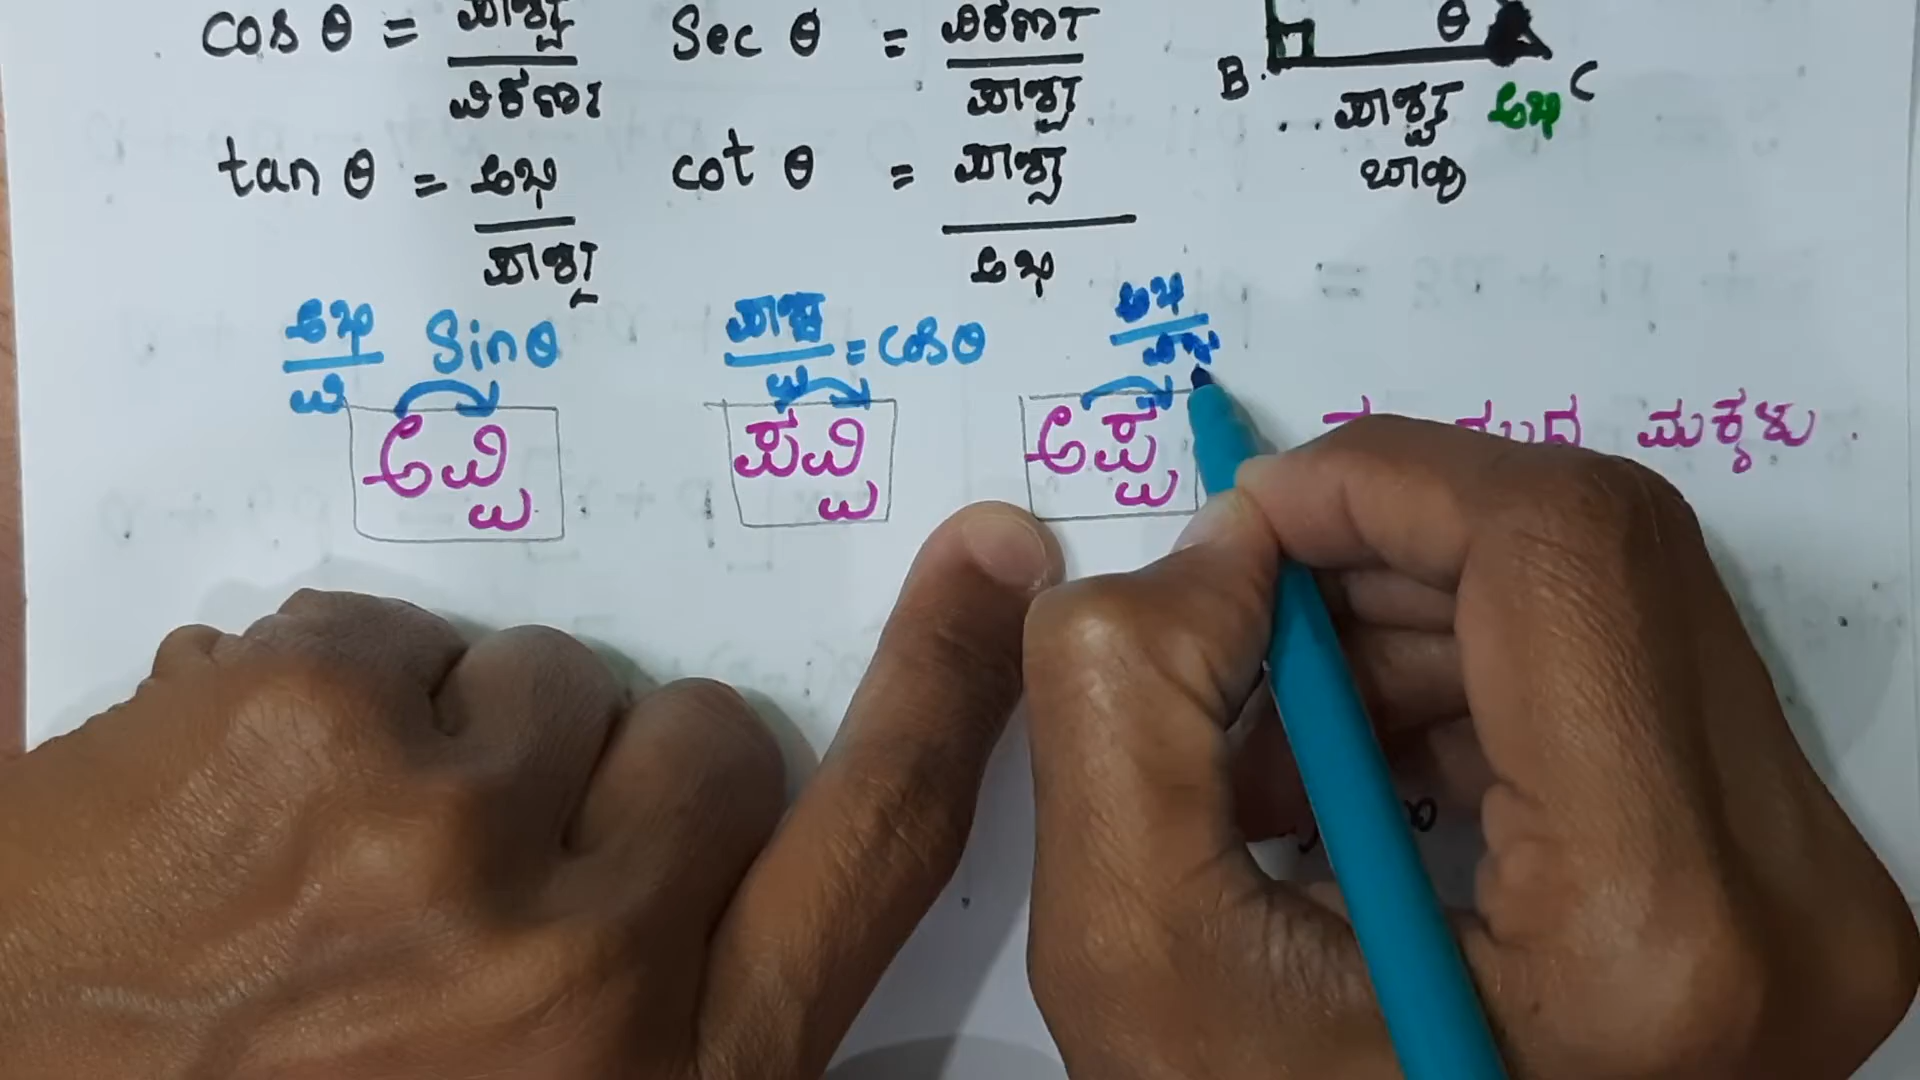 cos θ = ಪಾರ್ಶ್ವ Sec θ = ವಿಕರ್ಣ θ
ವಿಕರ್ಣ ಪಾರ್ಶ್ವ B C
ಪಾರ್ಶ್ವ ಅಭಿ
ಬಾಹು
tan θ = ಅಭಿ cot θ = ಪಾರ್ಶ್ವ
ಪಾರ್ಶ್ವ ಅಭಿ
ಅಭಿ Sin θ ಪಾರ್ಶ್ವ = cos θ ಅಭಿ
ವಿ ವಿ
ಅವ್ವಿ ಪವ್ವಿ ಅಪ್ಪ ಮಕ್ಕಳು .